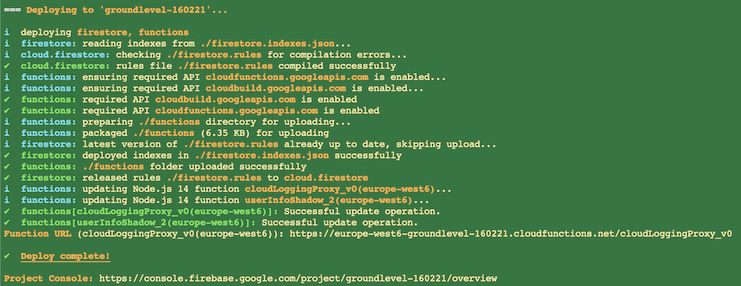 === Deploying to 'groundlevel-160221'...
i deploying firestore, functions
i firestore: reading indexes from ./firestore.indexes.json...
i cloud.firestore: checking ./firestore.rules for compilation errors...
✔ cloud.firestore: rules file ./firestore.rules compiled successfully
i functions: ensuring required API cloudfunctions.googleapis.com is enabled...
i functions: ensuring required API cloudbuild.googleapis.com is enabled...
✔ functions: required API cloudbuild.googleapis.com is enabled
✔ functions: required API cloudfunctions.googleapis.com is enabled
i functions: preparing ./functions directory for uploading...
i functions: packaged ./functions (6.35 KB) for uploading
i firestore: latest version of ./firestore.rules already up to date, skipping upload...
✔ firestore: deployed indexes in ./firestore.indexes.json successfully
✔ functions: ./functions folder uploaded successfully
✔ firestore: released rules ./firestore.rules to cloud.firestore
i functions: updating Node.js 14 function cloudLoggingProxy_v0(europe-west6)...
i functions: updating Node.js 14 function userInfoShadow_2(europe-west6)...
✔ functions[cloudLoggingProxy_v0(europe-west6)]: Successful update operation.
✔ functions[userInfoShadow_2(europe-west6)]: Successful update operation.
Function URL (cloudLoggingProxy_v0(europe-west6)): https://europe-west6-groundlevel-160221.cloudfunctions.net/cloudLoggingProxy_v0
✔ Deploy complete!
Project Console: https://console.firebase.google.com/project/groundlevel-160221/overview